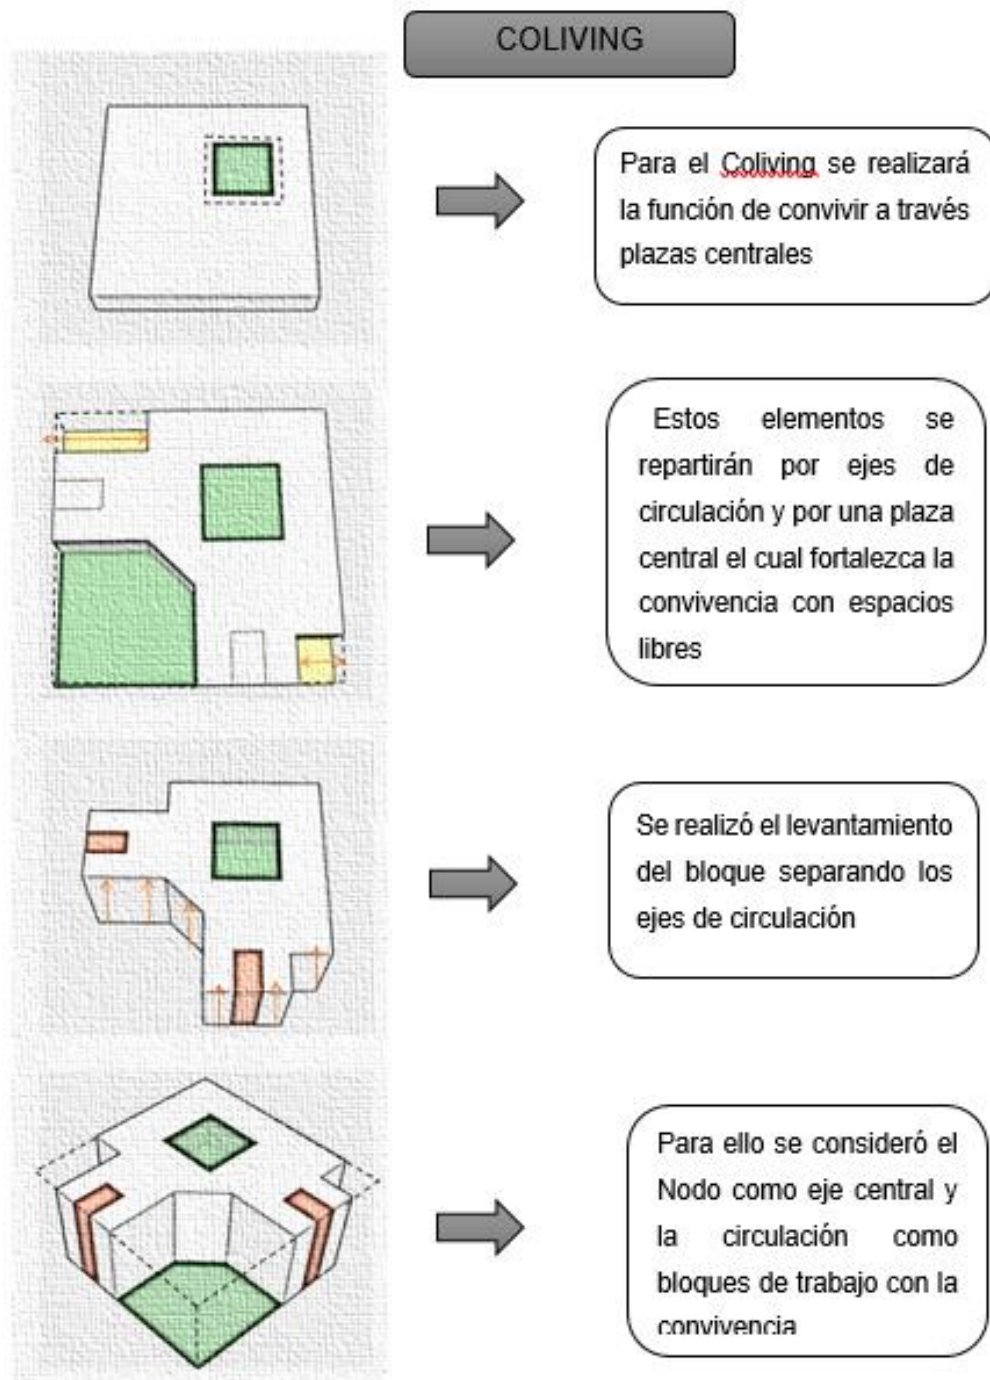 COLIVING
Para el Coliving se realizará
la función de convivir a través
plazas centrales
Estos elementos se
repartirán por ejes de
circulación y por una plaza
central el cual fortalezca la
convivencia con espacios
libres
Se realizó el levantamiento
del bloque separando los
ejes de circulación
Para ello se consideró el
Nodo como eje central y
la circulación como
bloques de trabajo con la
convivencia